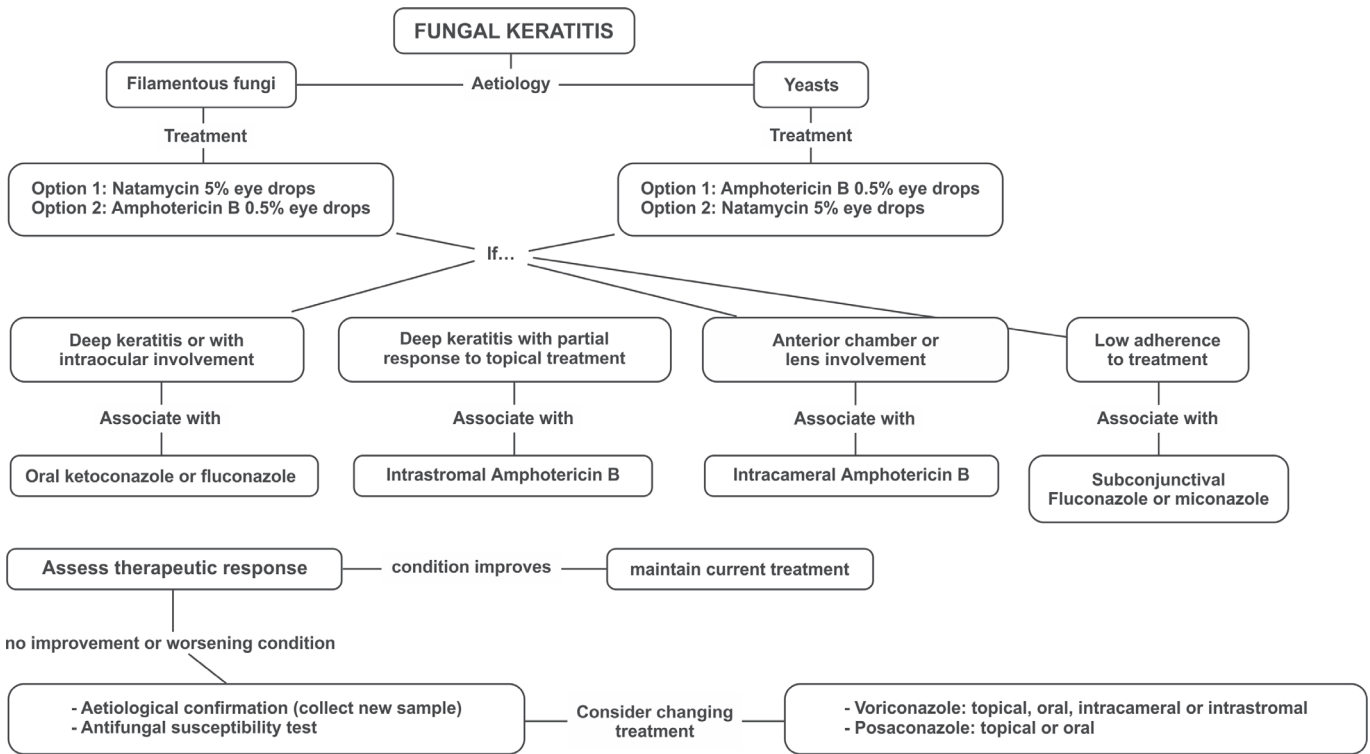 FUNGAL KERATITIS
Filamentous fungi
Aetiology
Yeasts
Treatment
Treatment
Option 1: Natamycin 5% eye drops
Option 2: Amphotericin B 0.5% eye drops
Option 1: Amphotericin B 0.5% eye drops
Option 2: Natamycin 5% eye drops
If...
Deep keratitis or with
intraocular involvement
Deep keratitis with partial
response to topical treatment
Anterior chamber or
lens involvement
Low adherence
to treatment
Associate with
Associate with
Associate with
Associate with
Oral ketoconazole or fluconazole
Intrastromal Amphotericin B
Intracameral Amphotericin B
Subconjunctival
Fluconazole or miconazole
Assess therapeutic response
condition improves
maintain current treatment
no improvement or worsening condition
- Aetiological confirmation (collect new sample)
- Antifungal susceptibility test
Consider changing
treatment
- Voriconazole: topical, oral, intracameral or intrastromal
- Posaconazole: topical or oral